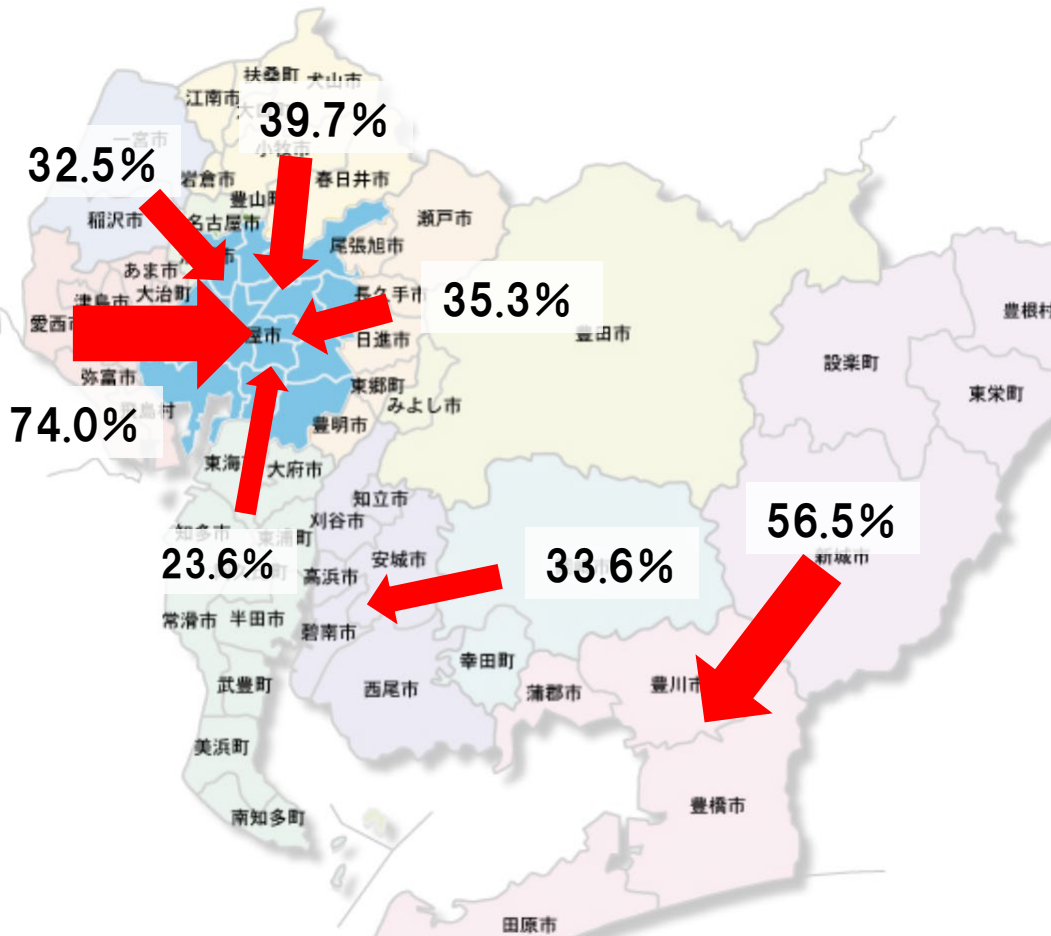 扶桑町
犬山市
江南市
39.7%
一宮市
小牧市
32.5%
岩倉市
春日井市
豊山町
稲沢市
名古屋市
瀬戸市
尾張旭市
あま市
大治町
長久手市
津島市
35.3%
豊根村
愛西市
屋市
日進市
豊田市
設楽町
弥富市
東郷町
東栄町
みよし市
74.0%
豊明市
東海
大府市
知立市
刈谷市
56.5%
知多市
東浦町
安城市
新城市
23.6%
高浜市
33.6%
常滑市
半田市
碧南市
幸田町
武豊町
西尾市
蒲郡市
豊川市
美浜町
豊橋市
南知多町
田原市